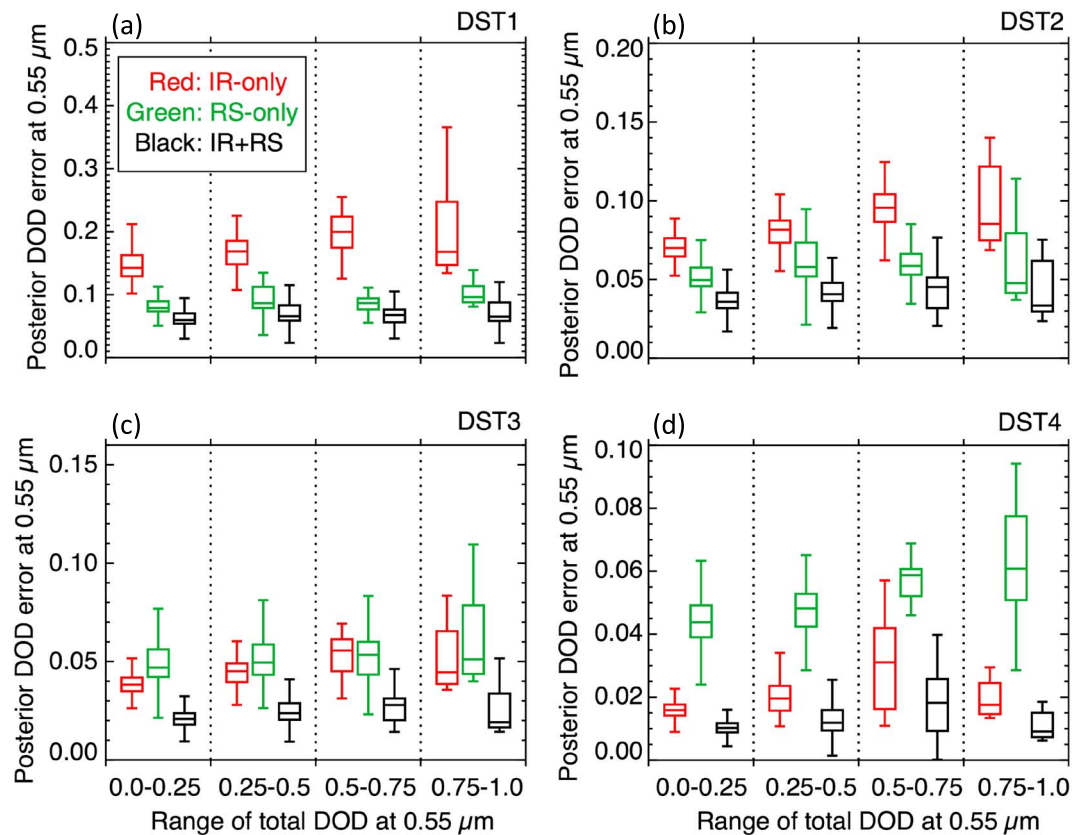 (a)
DST1
Posterior DOD error at 0.55 µm
0.5
0.4
0.3
0.2
0.1
0.0
Red: IR-only
Green: RS-only
Black: IR+RS
(b)
DST2
Posterior DOD error at 0.55 µm
0.20
0.15
0.10
0.05
0.00
(c)
DST3
Posterior DOD error at 0.55 µm
0.15
0.10
0.05
0.00
0.0-0.25 0.25-0.5 0.5-0.75 0.75-1.0
Range of total DOD at 0.55 µm
(d)
DST4
Posterior DOD error at 0.55 µm
0.10
0.08
0.06
0.04
0.02
0.00
0.0-0.25 0.25-0.5 0.5-0.75 0.75-1.0
Range of total DOD at 0.55 µm